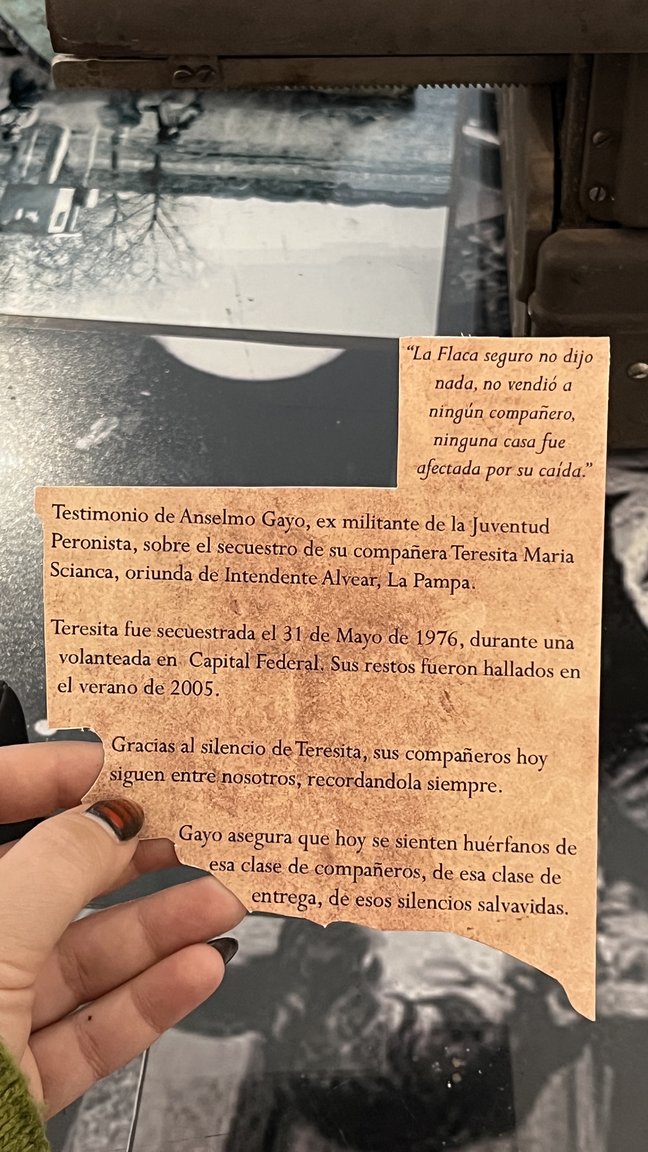 “La Flaca seguro no dijo
nada, no vendió a
ningún compañero,
ninguna casa fue
afectada por su caída.”
Testimonio de Anselmo Gayo, ex militante de la Juventud
Peronista, sobre el secuestro de su compañera Teresita Maria
Scianca, oriunda de Intendente Alvear, La Pampa.
Teresita fue secuestrada el 31 de Mayo de 1976, durante una
volanteada en Capital Federal. Sus restos fueron hallados en
el verano de 2005.
Gracias al silencio de Teresita, sus compañeros hoy
siguen entre nosotros, recordandola siempre.
Gayo asegura que hoy se sienten huérfanos de
esa clase de compañeros, de esa clase de
entrega, de esos silencios salvavidas.